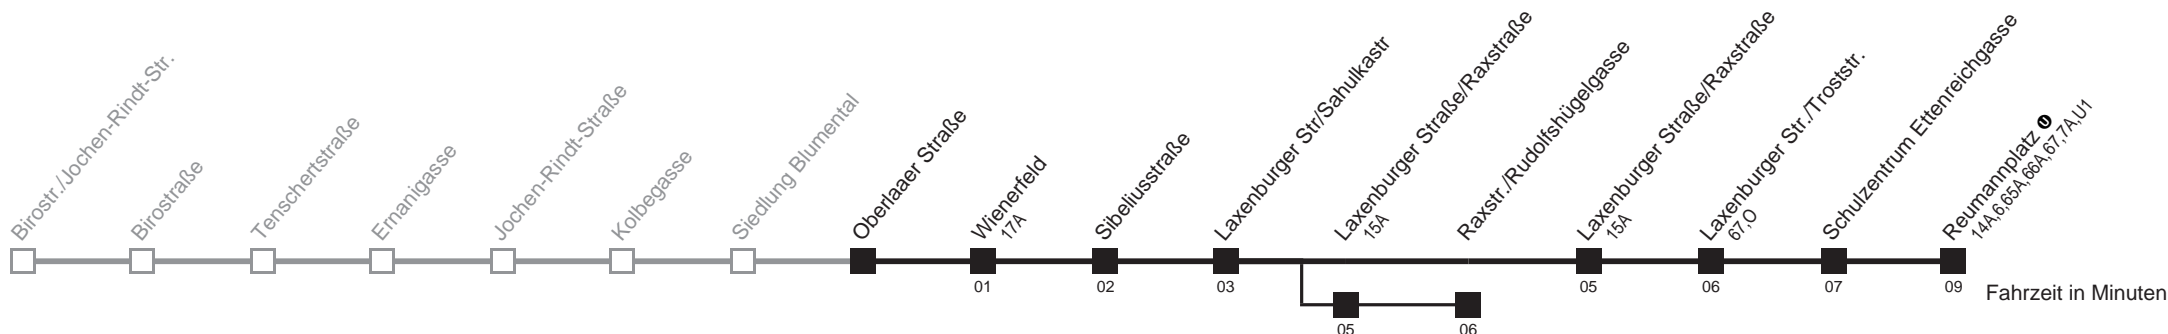 Birostr./Jochen-Rindt-Str.
Birostraße
Tenschertstraße
Ernanigasse
Jochen-Rindt-Straße
Kolbegasse
Siedlung Blumental
Oberlaaer Straße
Wienerfeld
17A
Sibeliusstraße
Laxenburger Str/Sahulkastr
Laxenburger Straße/Raxstraße
15A
Raxstr./Rudolfshügelgasse
Laxenburger Straße/Raxstraße
15A
Laxenburger Str./Troststr.
67,O
Schulzentrum Ettenreichgasse
Reumannplatz U
14A,6,65A,66A,67,7A,U1
01
02
03
05
06
07
09
Fahrzeit in Minuten
05
06